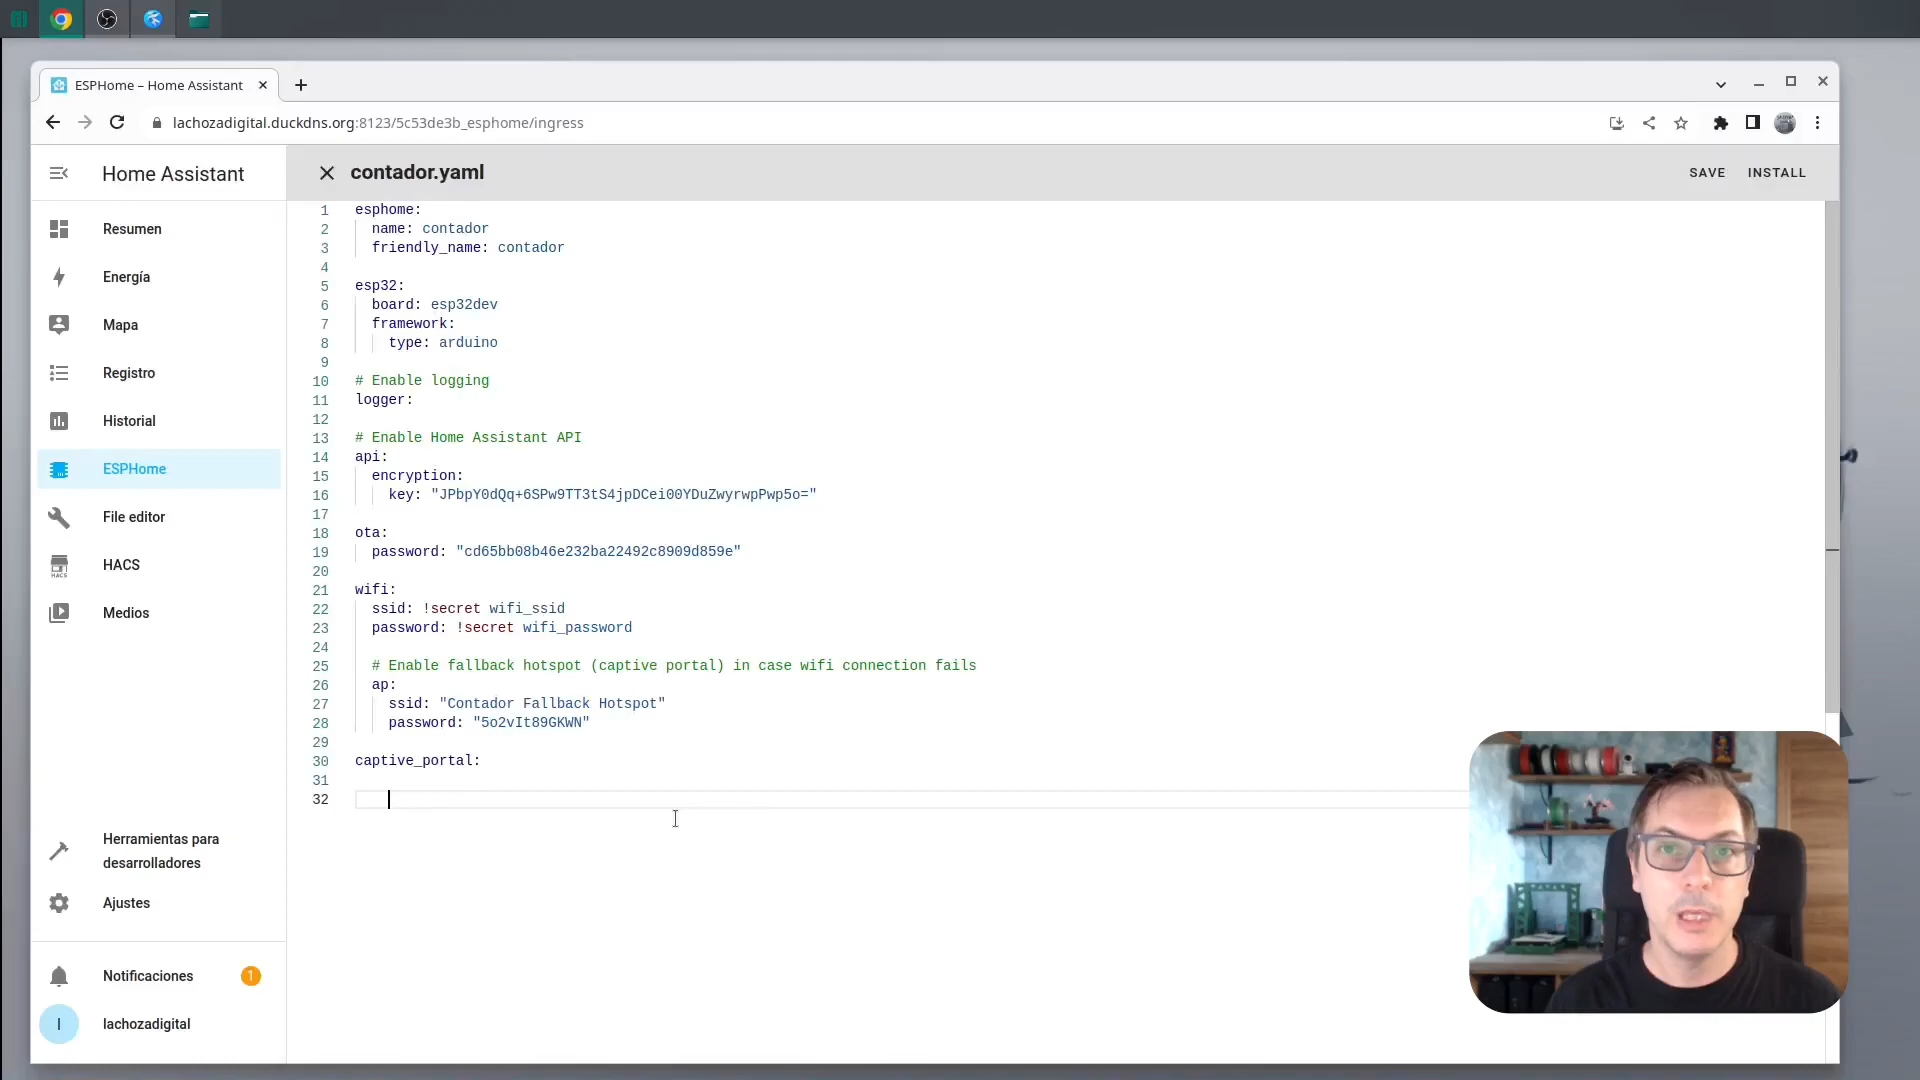 ESPHome – Home Assistant
lachozadigital.duckdns.org:8123/5c53de3b_esphome/ingress
Home Assistant
contador.yaml
SAVE
INSTALL
Resumen
Energía
Mapa
Registro
Historial
ESPHome
File editor
HACS
HACS
Medios
Herramientas para
desarrolladores
Ajustes
Notificaciones
1
l
lachozadigital
1 esphome:
2 name: contador
3 friendly_name: contador
4
5 esp32:
6 board: esp32dev
7 framework:
8 type: arduino
9
10 # Enable logging
11 logger:
12
13 # Enable Home Assistant API
14 api:
15 encryption:
16 key: "JPbpY0dQq+6SPw9TT3tS4jpDCei00YDuZwyrwpPwp5o="
17
18 ota:
19 password: "cd65bb08b46e232ba22492c8909d859e"
20
21 wifi:
22 ssid: !secret wifi_ssid
23 password: !secret wifi_password
24
25 # Enable fallback hotspot (captive portal) in case wifi connection fails
26 ap:
27 ssid: "Contador Fallback Hotspot"
28 password: "5o2vIt89GKWN"
29
30 captive_portal:
31
32